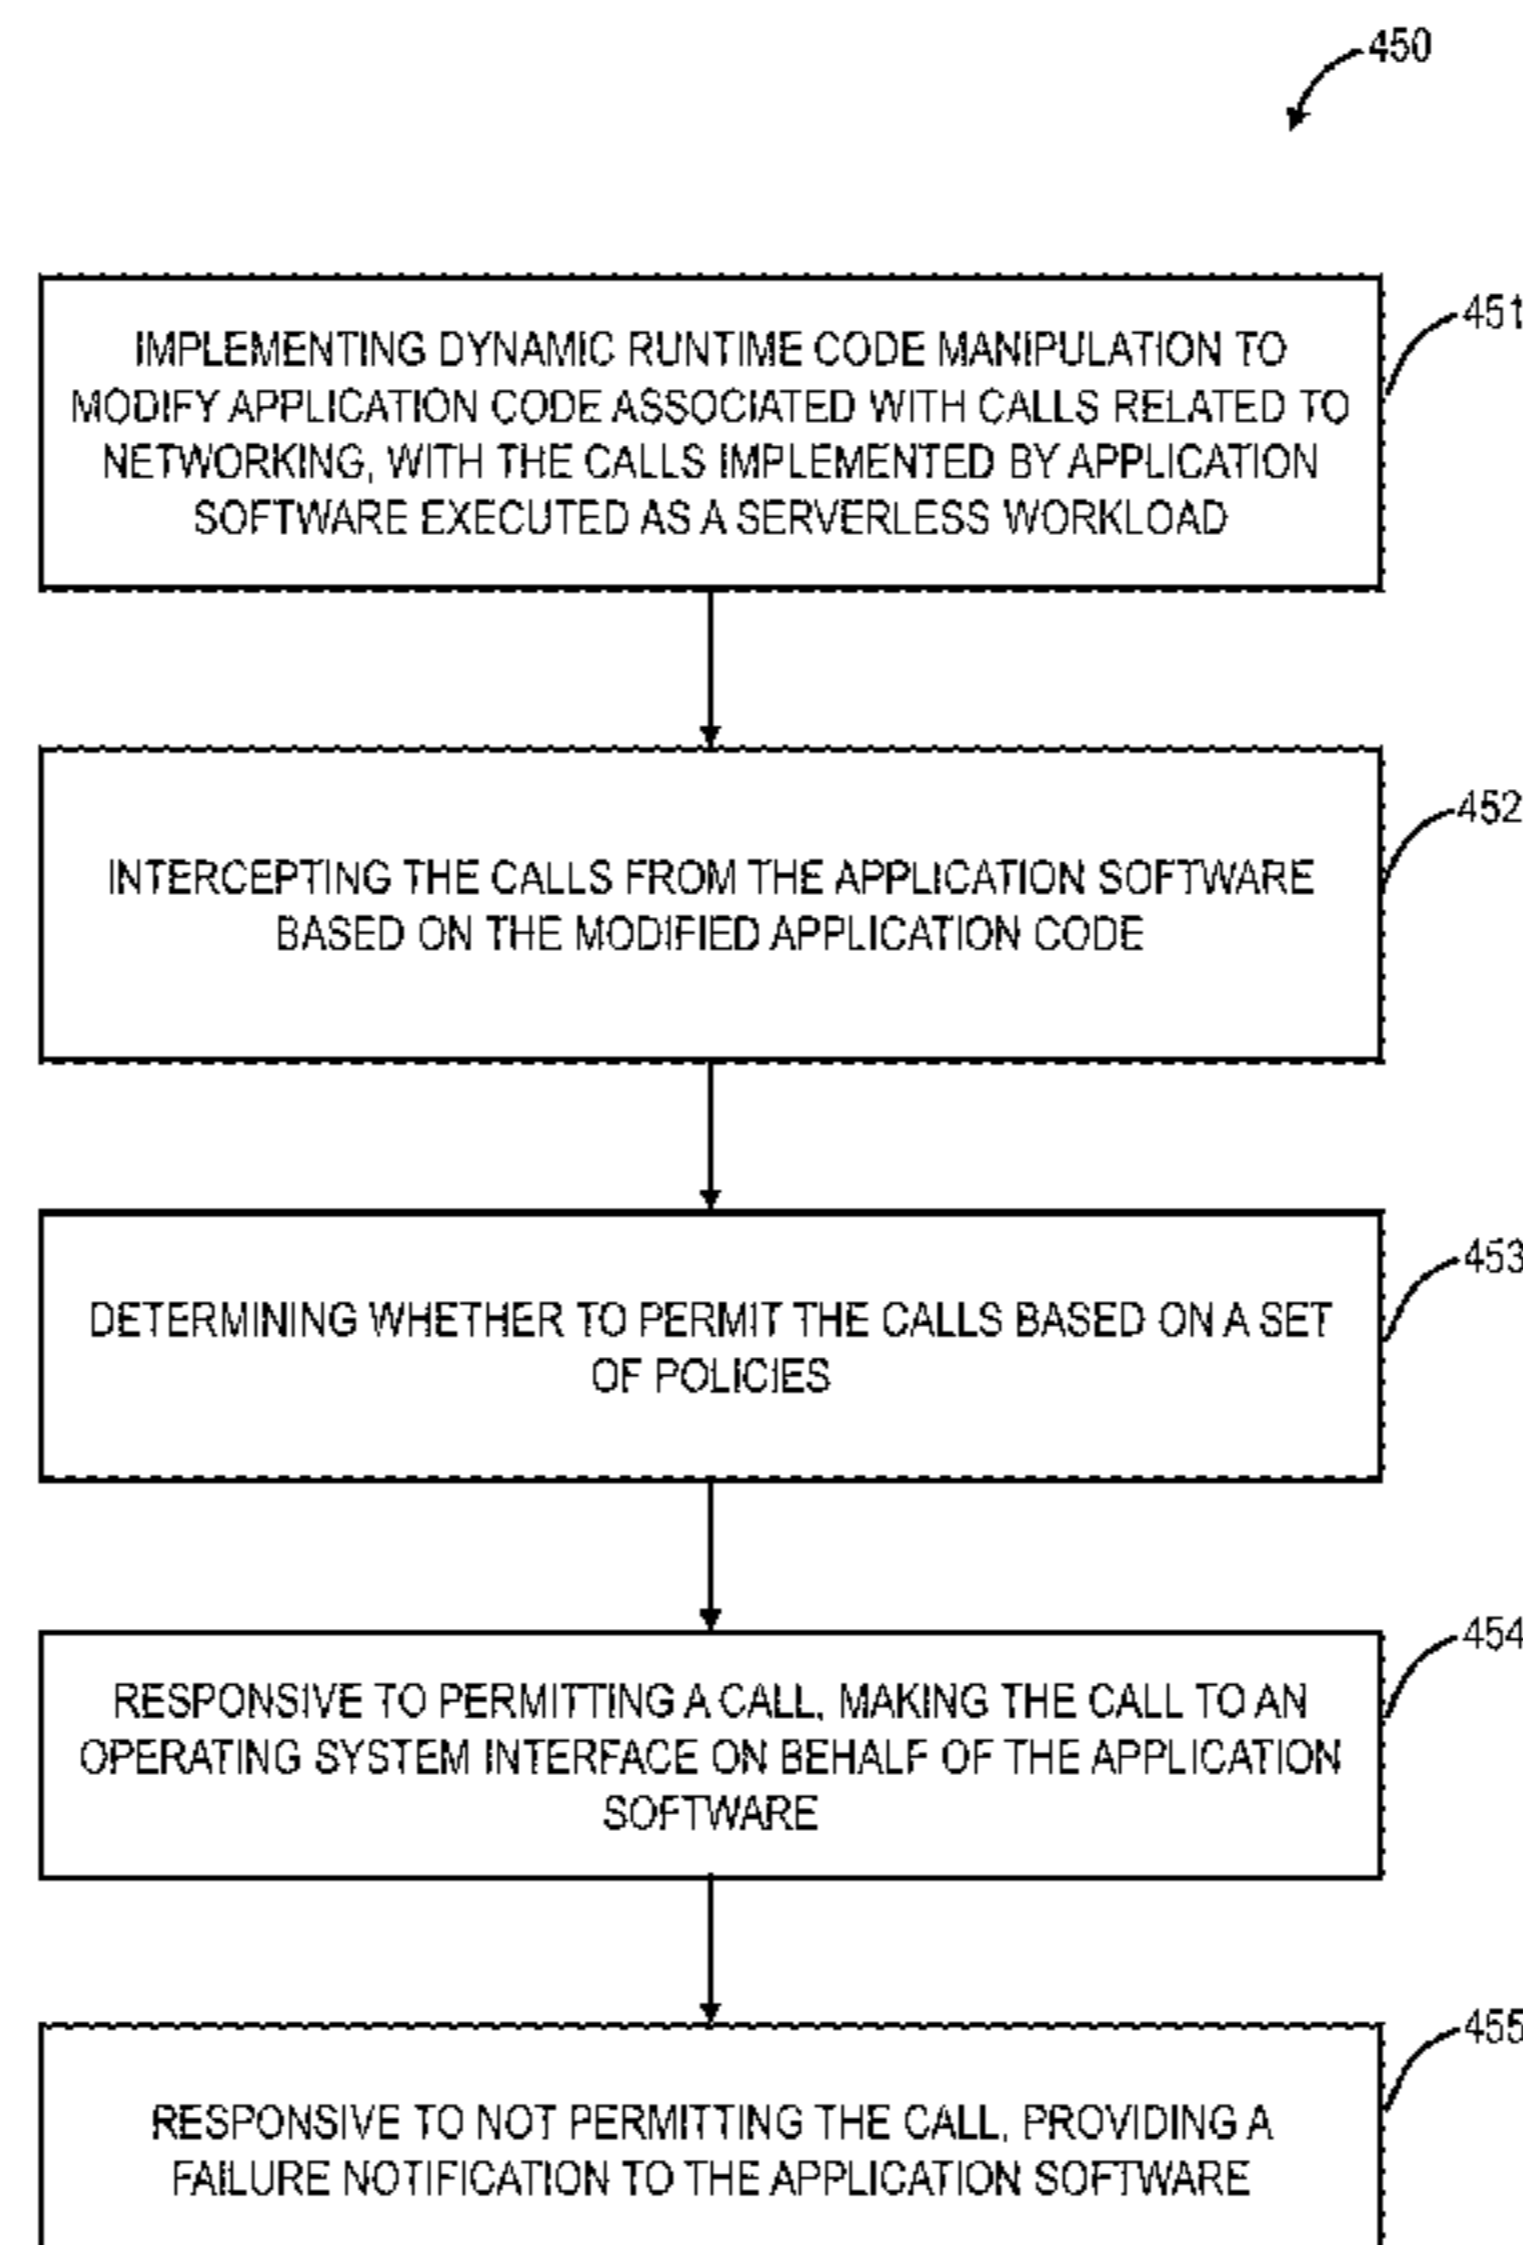 450
451
IMPLEMENTING DYNAMIC RUNTIME CODE MANIPULATION TO
MODIFY APPLICATION CODE ASSOCIATED WITH CALLS RELATED TO
NETWORKING, WITH THE CALLS IMPLEMENTED BY APPLICATION
SOFTWARE EXECUTED AS A SERVERLESS WORKLOAD
452
INTERCEPTING THE CALLS FROM THE APPLICATION SOFTWARE
BASED ON THE MODIFIED APPLICATION CODE
453
DETERMINING WHETHER TO PERMIT THE CALLS BASED ON A SET
OF POLICIES
454
RESPONSIVE TO PERMITTING A CALL, MAKING THE CALL TO AN
OPERATING SYSTEM INTERFACE ON BEHALF OF THE APPLICATION
SOFTWARE
455
RESPONSIVE TO NOT PERMITTING THE CALL, PROVIDING A
FAILURE NOTIFICATION TO THE APPLICATION SOFTWARE